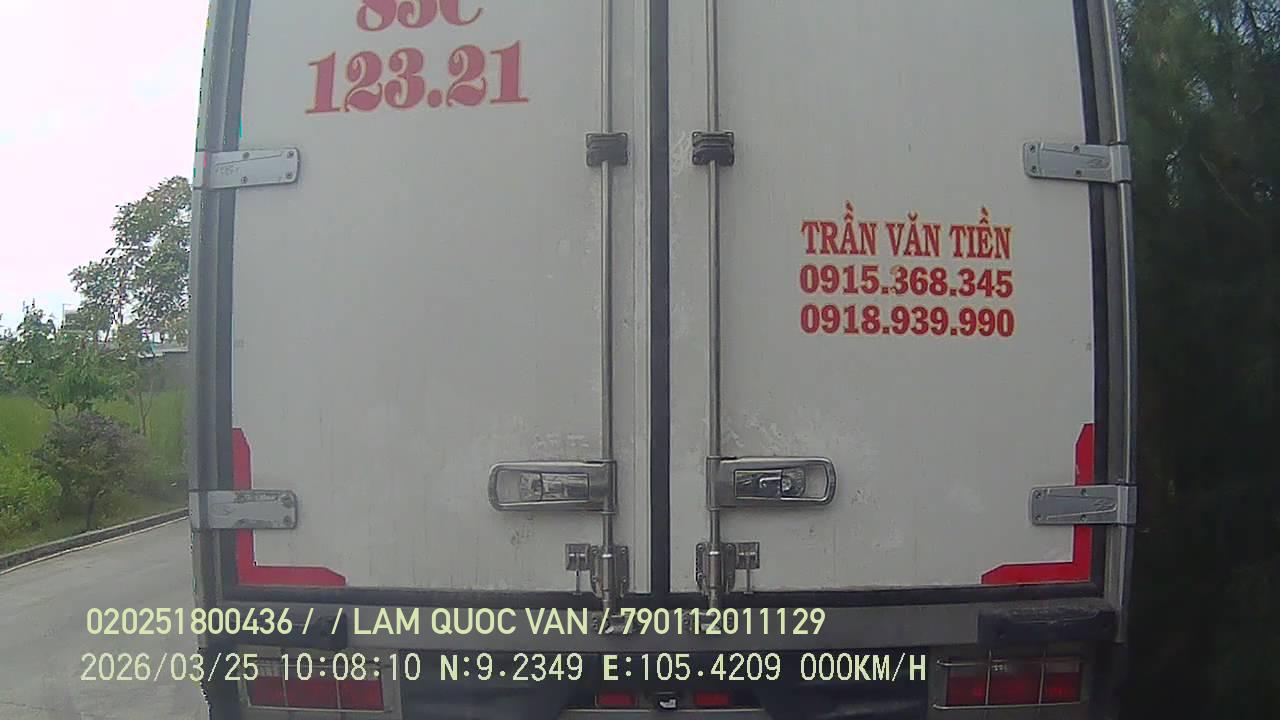 83C
123.21
TRẦN VĂN TIỀN
0915.368.345
0918.939.990
020251800436 / / LAM QUOC VAN / 790112011129
2026/03/25 10:08:10 N:9.2349 E:105.4209 000KM/H